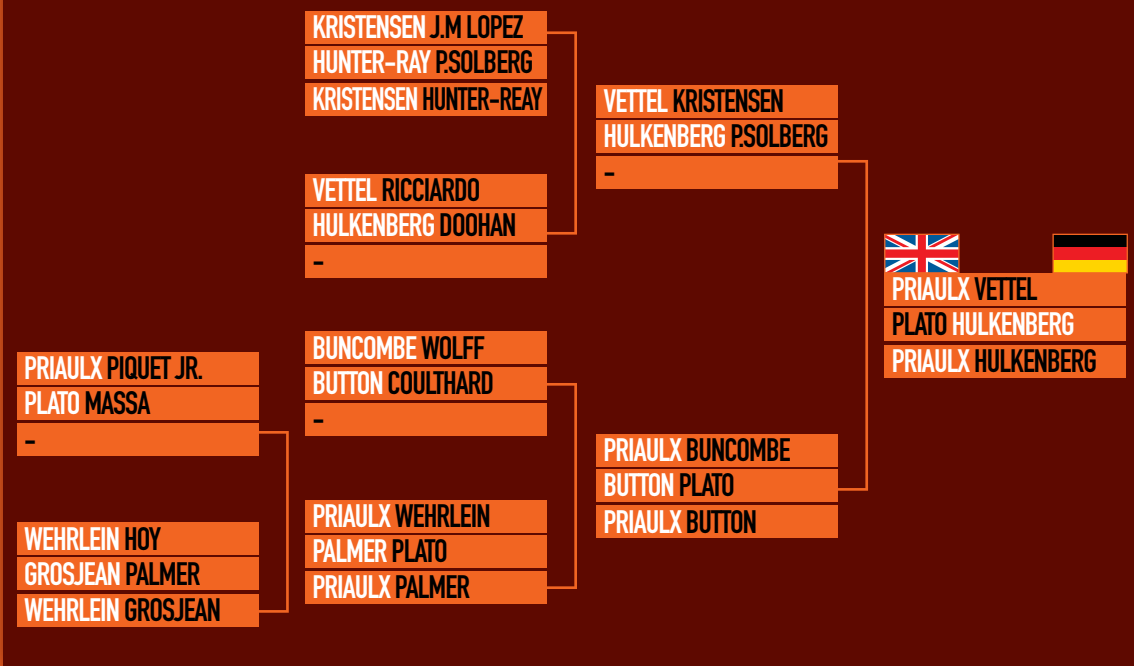 PRIAULX PIQUET JR.
PLATO MASSA
-
WEHRLEIN HOY
GROSJEAN PALMER
WEHRLEIN GROSJEAN
KRISTENSEN J.M LOPEZ
HUNTER-RAY P.SOLBERG
KRISTENSEN HUNTER-REAY
VETTEL RICCIARDO
HULKENBERG DOOHAN
-
BUNCOMBE WOLFF
BUTTON COULTHARD
-
PRIAULX WEHRLEIN
PALMER PLATO
PRIAULX PALMER
VETTEL KRISTENSEN
HULKENBERG P.SOLBERG
-
PRIAULX BUNCOMBE
BUTTON PLATO
PRIAULX BUTTON
PRIAULX VETTEL
PLATO HULKENBERG
PRIAULX HULKENBERG